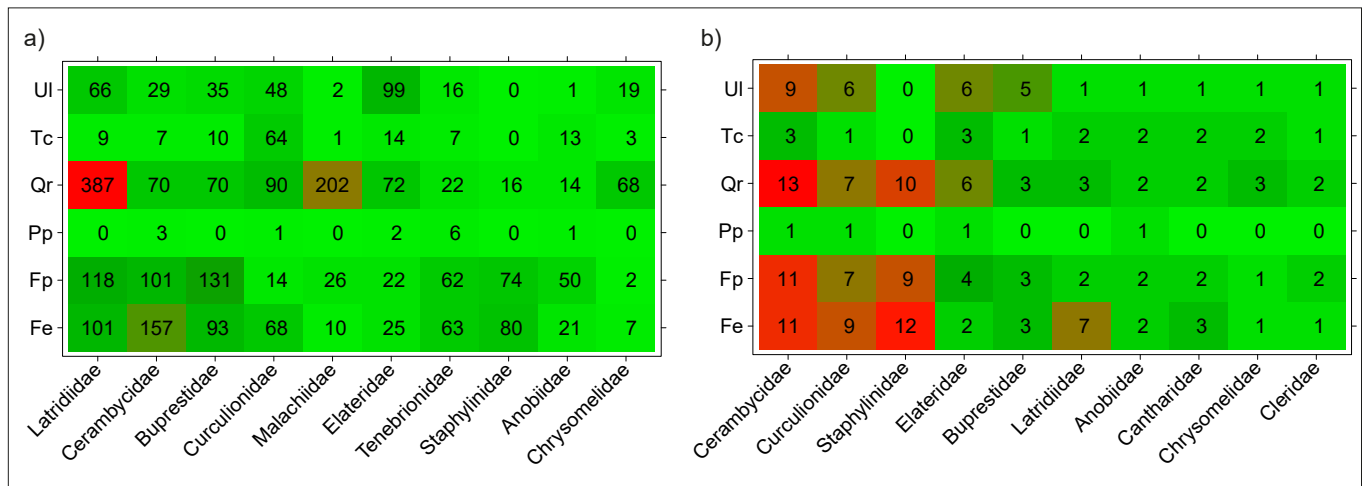 a)
Ul 66 29 35 48 2 99 16 0 1 19
Tc 9 7 10 64 1 14 7 0 13 3
Qr 387 70 70 90 202 72 22 16 14 68
Pp 0 3 0 1 0 2 6 0 1 0
Fp 118 101 131 14 26 22 62 74 50 2
Fe 101 157 93 68 10 25 63 80 21 7
Latridiidae Cerambycidae Buprestidae Curculionidae Malachiidae Elateridae Tenebrionidae Staphylinidae Anobiidae Chrysomelidae
b)
Ul 9 6 0 6 5 1 1 1 1 1
Tc 3 1 0 3 1 2 2 2 2 1
Qr 13 7 10 6 3 3 2 2 3 2
Pp 1 1 0 1 0 0 1 0 0 0
Fp 11 7 9 4 3 2 2 2 1 2
Fe 11 9 12 2 3 7 2 3 1 1
Cerambycidae Curculionidae Staphylinidae Elateridae Buprestidae Latridiidae Anobiidae Cantharidae Chrysomelidae Cleridae